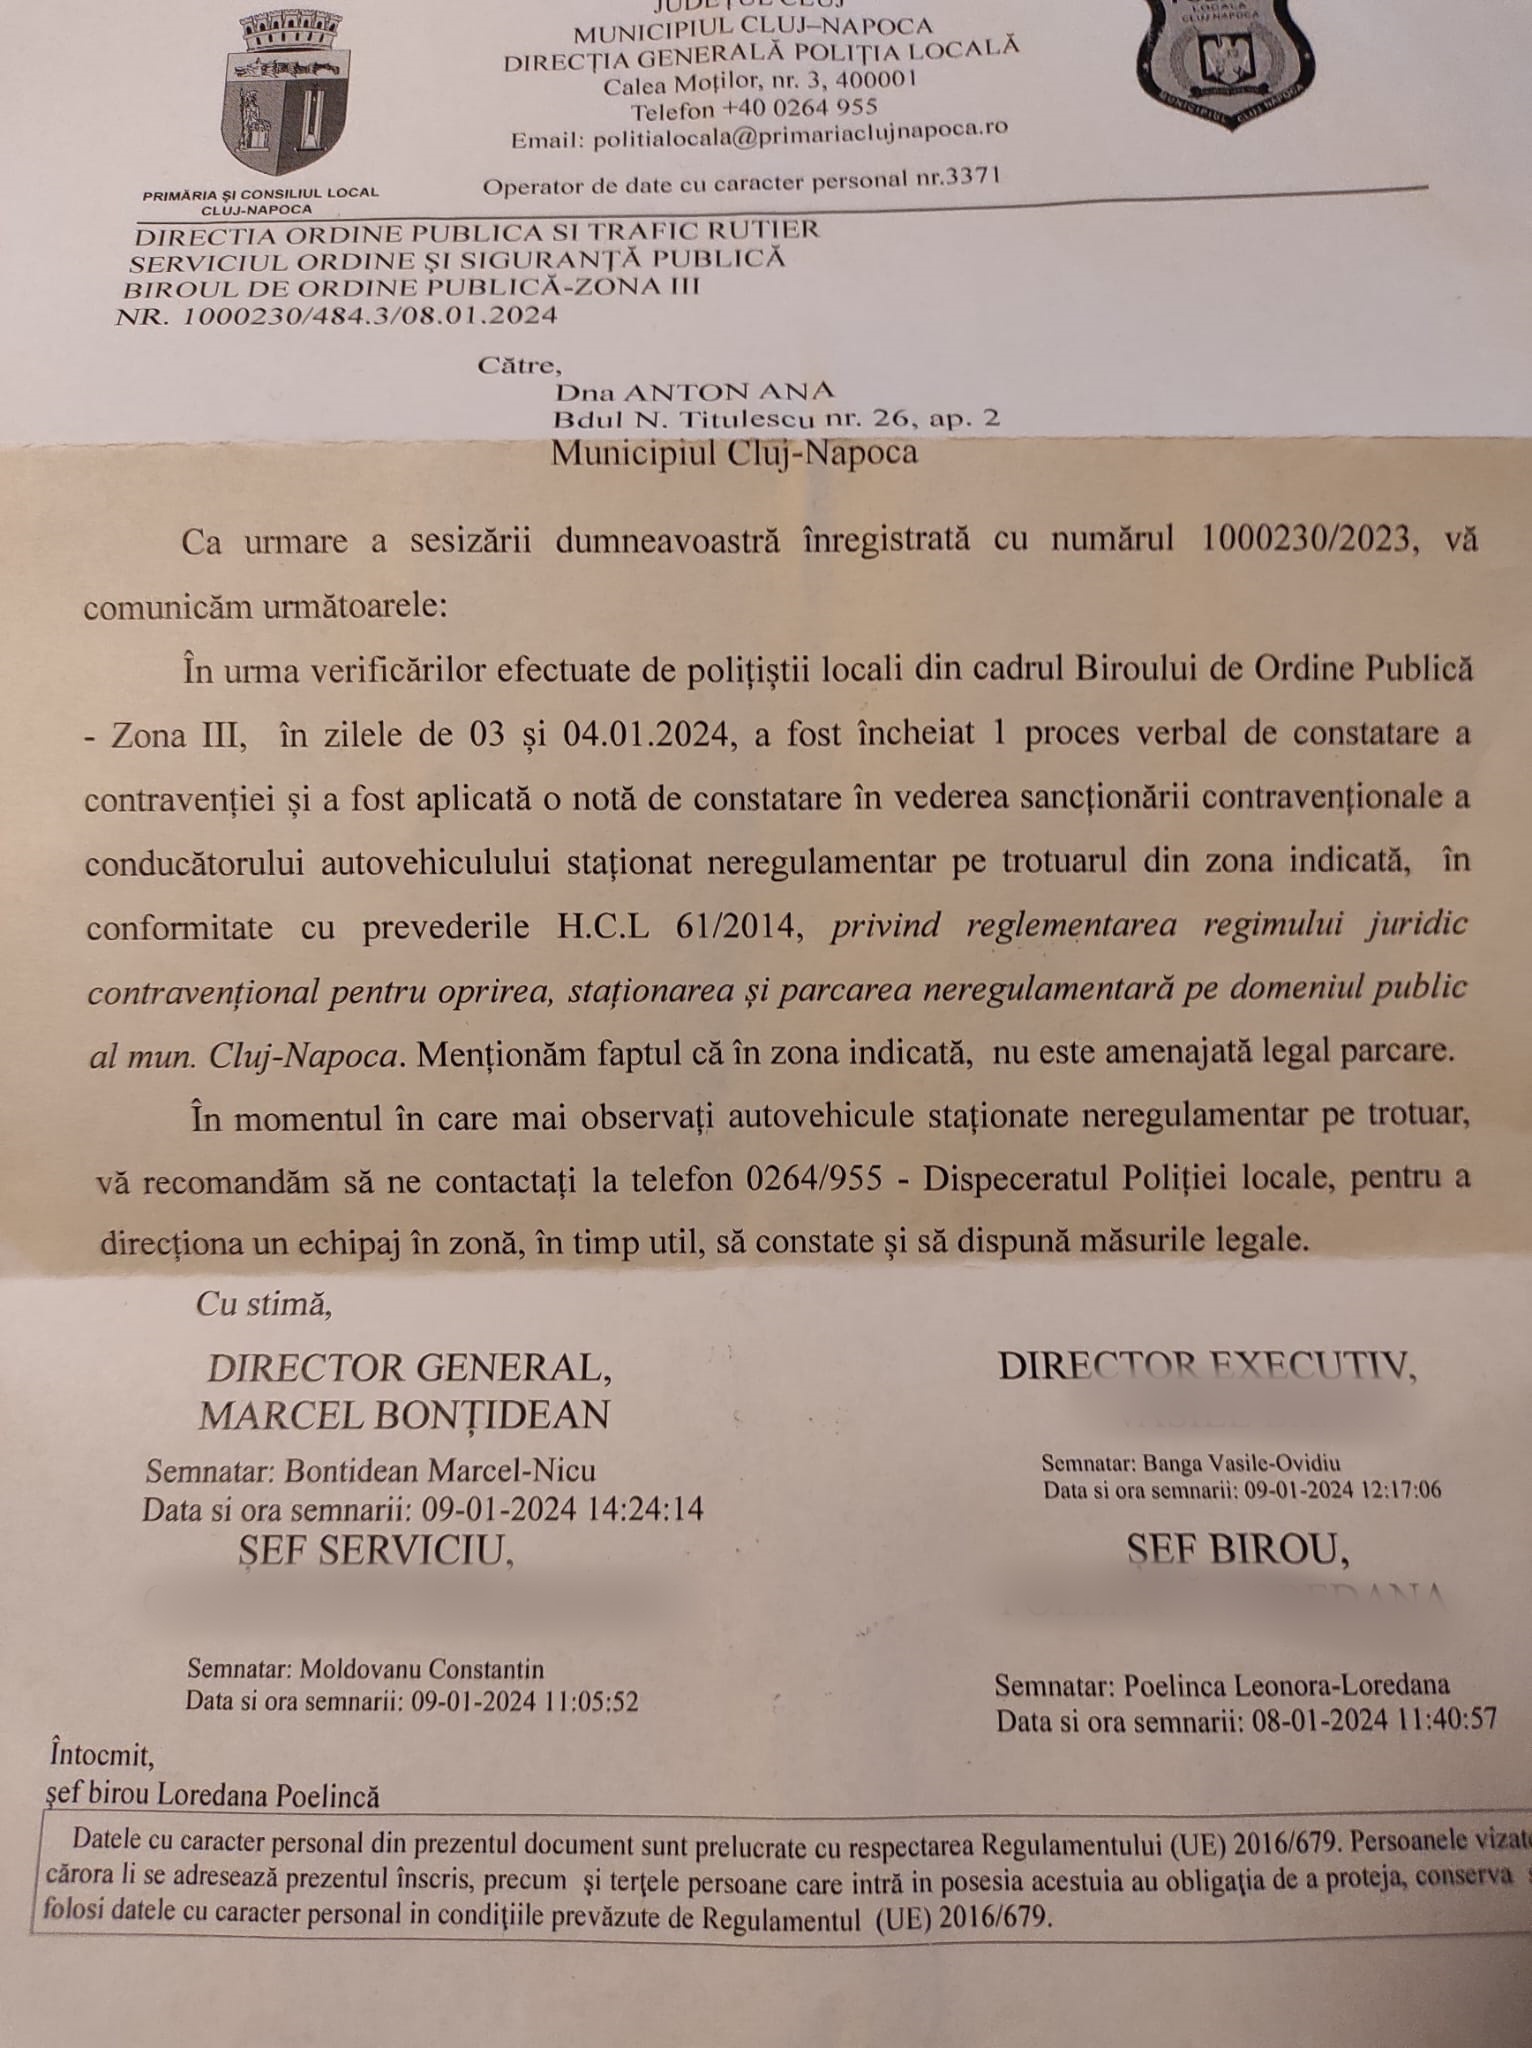 JUDEȚUL CLUJ
MUNICIPIUL CLUJ–NAPOCA
DIRECȚIA GENERALĂ POLIȚIA LOCALĂ
Calea Moților, nr. 3, 400001
Telefon +40 0264 955
Email: politialocala@primariaclujnapoca.ro
Operator de date cu caracter personal nr.3371
PRIMĂRIA ȘI CONSILIUL LOCAL
CLUJ-NAPOCA
LOCALA
CLUJ-NAPOCA
MUNICIPIUL CLUJ NAPOCA
DIRECTIA ORDINE PUBLICA SI TRAFIC RUTIER
SERVICIUL ORDINE ŞI SIGURANŢĂ PUBLICĂ
BIROUL DE ORDINE PUBLICĂ-ZONA III
NR. 1000230/484.3/08.01.2024
Către,
Dna ANTON ANA
Bdul N. Titulescu nr. 26, ap. 2
Municipiul Cluj-Napoca
Ca urmare a sesizării dumneavoastră înregistrată cu numărul 1000230/2023, vă
comunicăm următoarele:
În urma verificărilor efectuate de polițiștii locali din cadrul Biroului de Ordine Publică
- Zona III, în zilele de 03 și 04.01.2024, a fost încheiat 1 proces verbal de constatare a
contravenției și a fost aplicată o notă de constatare în vederea sancționării contravenționale a
conducătorului autovehiculului staționat neregulamentar pe trotuarul din zona indicată, în
conformitate cu prevederile H.C.L 61/2014, privind reglementarea regimului juridic
contravențional pentru oprirea, staționarea și parcarea neregulamentară pe domeniul public
al mun. Cluj-Napoca. Menționăm faptul că în zona indicată, nu este amenajată legal parcare.
În momentul în care mai observați autovehicule staționate neregulamentar pe trotuar,
vă recomandăm să ne contactați la telefon 0264/955 - Dispeceratul Poliției locale, pentru a
direcționa un echipaj în zonă, în timp util, să constate și să dispună măsurile legale.
Cu stimă,
DIRECTOR GENERAL,
MARCEL BONȚIDEAN
Semnatar: Bontidean Marcel-Nicu
Data si ora semnarii: 09-01-2024 14:24:14
DIRECTOR EXECUTIV,
Semnatar: Banga Vasile-Ovidiu
Data si ora semnarii: 09-01-2024 12:17:06
ȘEF SERVICIU,
Semnatar: Moldovanu Constantin
Data si ora semnarii: 09-01-2024 11:05:52
ȘEF BIROU,
Semnatar: Poelinca Leonora-Loredana
Data si ora semnarii: 08-01-2024 11:40:57
Întocmit,
şef birou Loredana Poelincă
Datele cu caracter personal din prezentul document sunt prelucrate cu respectarea Regulamentului (UE) 2016/679. Persoanele vizate
cărora li se adresează prezentul înscris, precum şi terţele persoane care intră in posesia acestuia au obligaţia de a proteja, conserva
folosi datele cu caracter personal in condiţiile prevăzute de Regulamentul (UE) 2016/679.